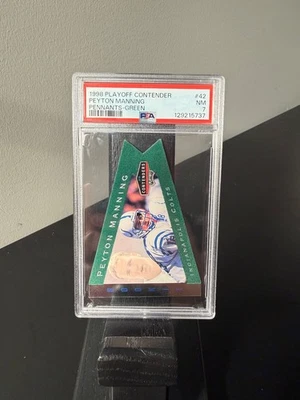 1998 PLAYOFF CONTENDER #42
PEYTON MANNING NM
PENNANTS-GREEN 7
PSA 129215737
CONTENDERS
PEYTON MANNING
INDIANAPOLIS COLTS